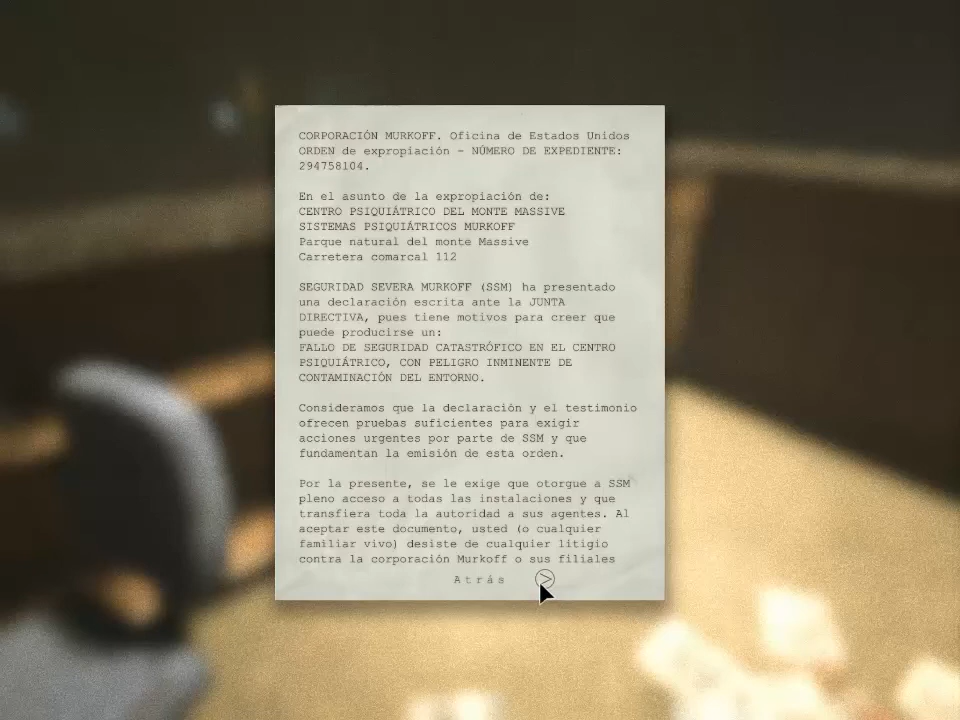 CORPORACIÓN MURKOFF. Oficina de Estados Unidos
ORDEN de expropiación – NÚMERO DE EXPEDIENTE:
294758104.
En el asunto de la expropiación de:
CENTRO PSIQUIÁTRICO DEL MONTE MASSIVE
SISTEMAS PSIQUIÁTRICOS MURKOFF
Parque natural del monte Massive
Carretera comarcal 112
SEGURIDAD SEVERA MURKOFF (SSM) ha presentado
una declaración escrita ante la JUNTA
DIRECTIVA, pues tiene motivos para creer que
puede producirse un:
FALLO DE SEGURIDAD CATASTRÓFICO EN EL CENTRO
PSIQUIÁTRICO, CON PELIGRO INMINENTE DE
CONTAMINACIÓN DEL ENTORNO.
Consideramos que la declaración y el testimonio
ofrecen pruebas suficientes para exigir
acciones urgentes por parte de SSM y que
fundamentan la emisión de esta orden.
Por la presente, se le exige que otorgue a SSM
pleno acceso a todas las instalaciones y que
transfiera toda la autoridad a sus agentes. Al
aceptar este documento, usted (o cualquier
familiar vivo) desiste de cualquier litigio
contra la corporación Murkoff o sus filiales
Atrás >